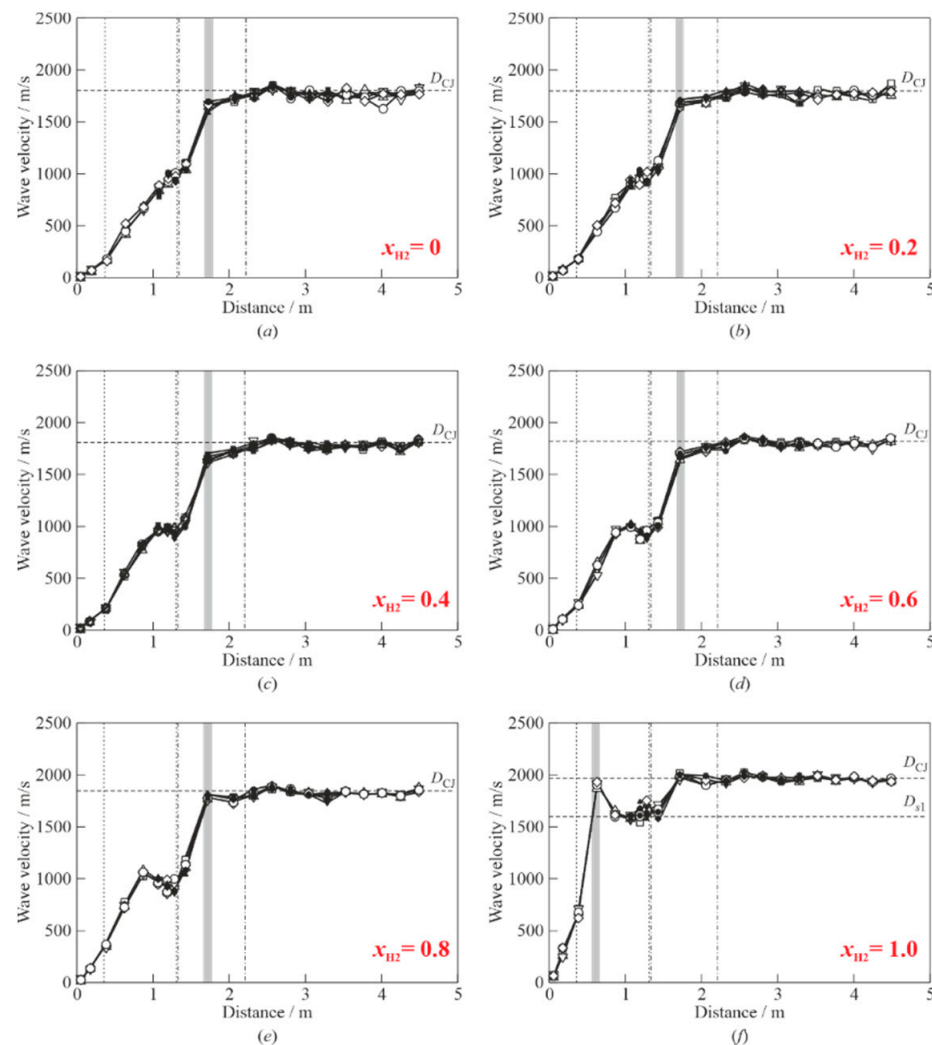 2500
2000
1500
1000
500
0
Wave velocity / m/s
D_CJ
x_H2 = 0
0 1 2 3 4 5
Distance / m
(a)
2500
2000
1500
1000
500
0
Wave velocity / m/s
D_CJ
x_H2 = 0.2
0 1 2 3 4 5
Distance / m
(b)
2500
2000
1500
1000
500
0
Wave velocity / m/s
D_CJ
x_H2 = 0.4
0 1 2 3 4 5
Distance / m
(c)
2500
2000
1500
1000
500
0
Wave velocity / m/s
D_CJ
x_H2 = 0.6
0 1 2 3 4 5
Distance / m
(d)
2500
2000
1500
1000
500
0
Wave velocity / m/s
D_CJ
x_H2 = 0.8
0 1 2 3 4 5
Distance / m
(e)
2500
2000
1500
1000
500
0
Wave velocity / m/s
D_CJ
D_s1
x_H2 = 1.0
0 1 2 3 4 5
Distance / m
(f)